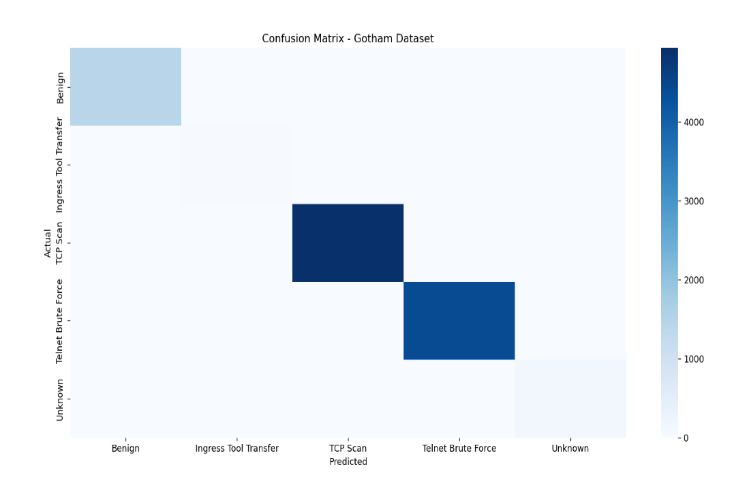 Confusion Matrix - Gotham Dataset
Actual
Benign
Ingress Tool Transfer
TCP Scan
Telnet Brute Force
Unknown
Benign Ingress Tool Transfer TCP Scan Telnet Brute Force Unknown
Predicted
4000
3000
2000
1000
0